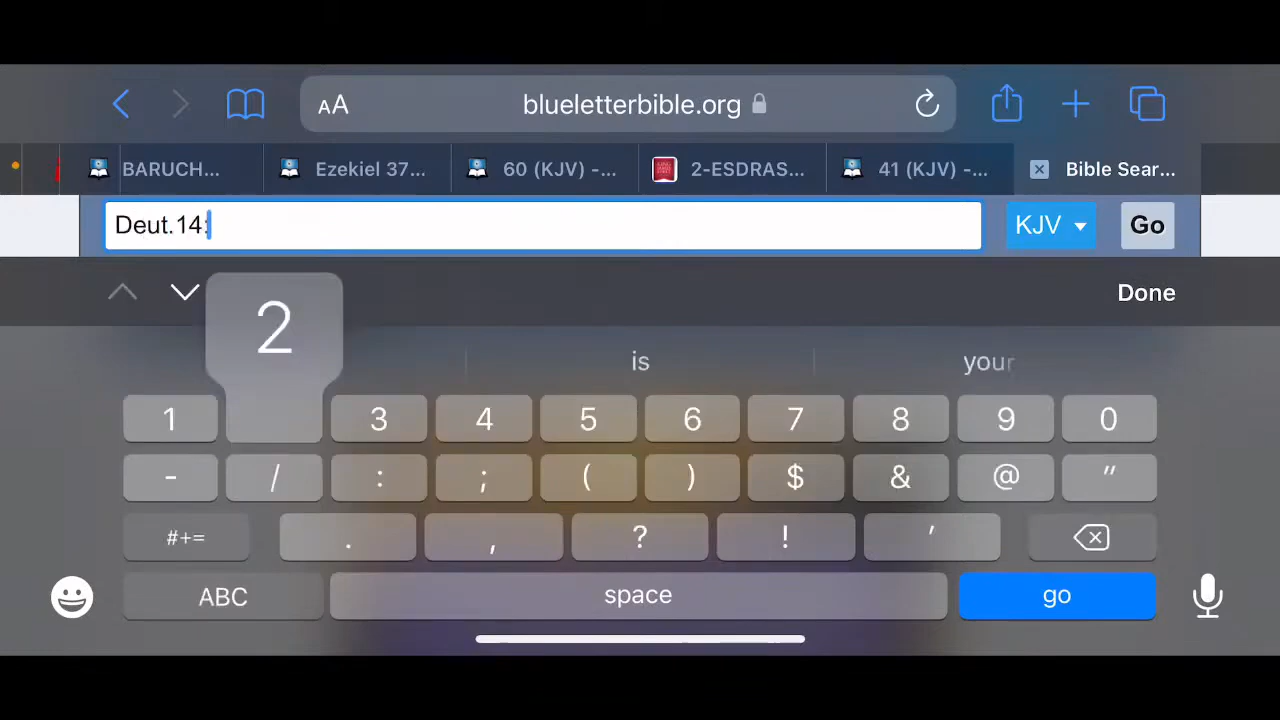 AA blueletterbible.org
BARUCH... Ezekiel 37... 60 (KJV) -... 2-ESDRAS... 41 (KJV) -... Bible Sear...
Deut.14: KJV Go
Done
2
is your
1 3 4 5 6 7 8 9 0
- / : ; ( ) $ & @ "
#+= . , ? ! '
ABC space go